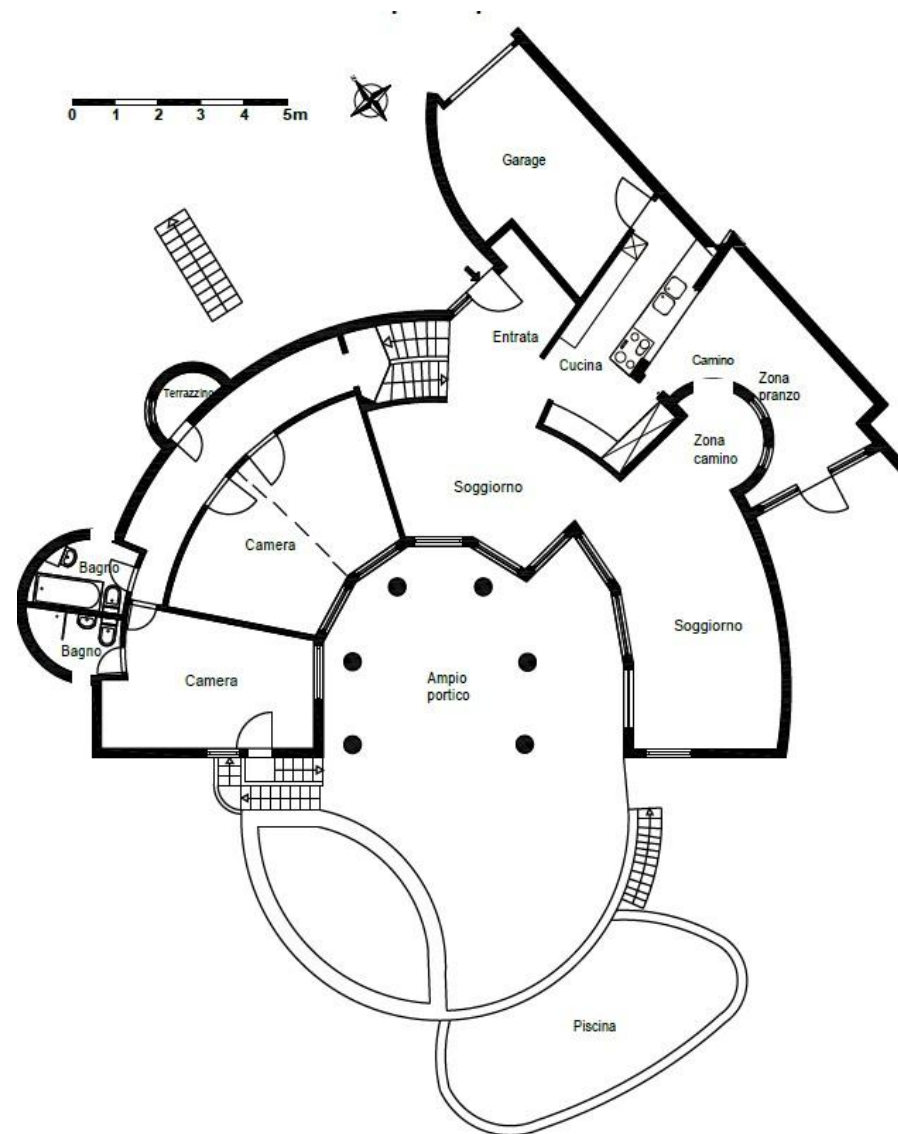 0 1 2 3 4 5m
Garage
Entrata
Cucina
Camino
Zona
pranzo
Zona
camino
Terrazzino
Soggiorno
Camera
Bagno
Bagno
Camera
Ampio
portico
Soggiorno
Piscina